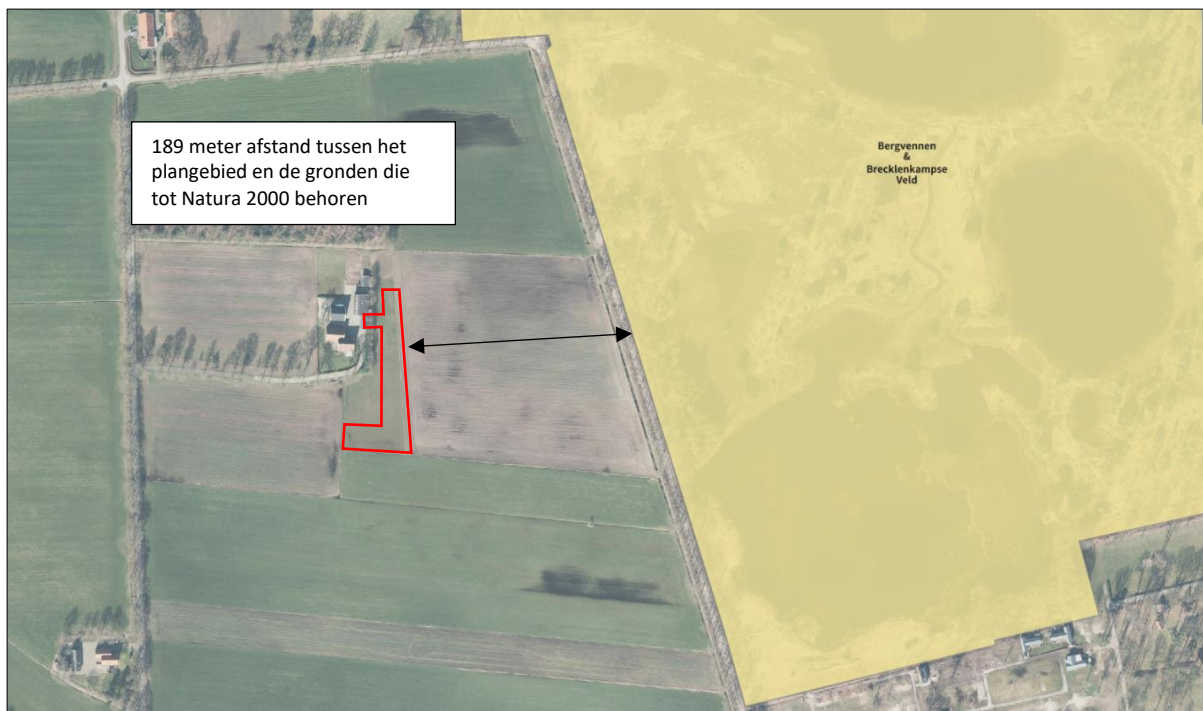 189 meter afstand tussen het
plangebied en de gronden die
tot Natura 2000 behoren
Bergvennen
&
Brecklenkampse
Veld